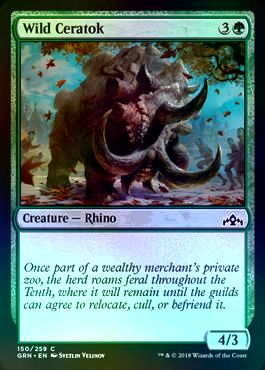 Wild Ceratok 3
Creature — Rhino
Once part of a wealthy merchant's private
zoo, the herd roams feral throughout the
Tenth, where it will remain until the guilds
can agree to relocate, cull, or befriend it.
4/3
150/259 C
GRN • EN Svetlin Velinov
™ & © 2018 Wizards of the Coast